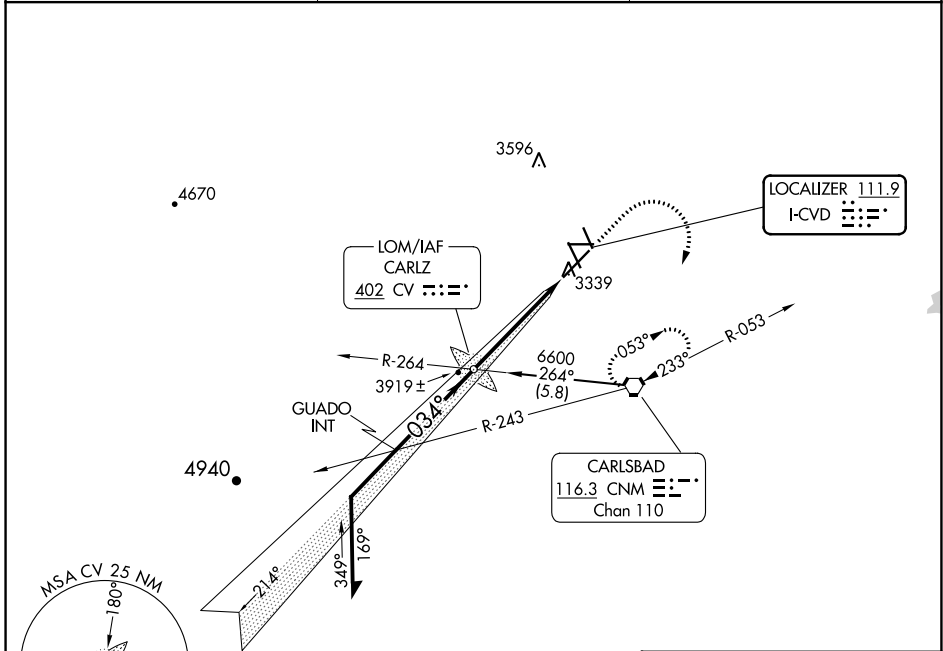 3596
4670
LOCALIZER 111.9
I-CVD
LOM/IAF
CARLZ
402 CV
3339
R-264
3919 ±
6600
264°
(5.8)
053°
R-053
233°
GUADO
INT
034°
R-243
4940
CARLSBAD
116.3 CNM
Chan 110
349°
169°
214°
MSA CV 25 NM
180°